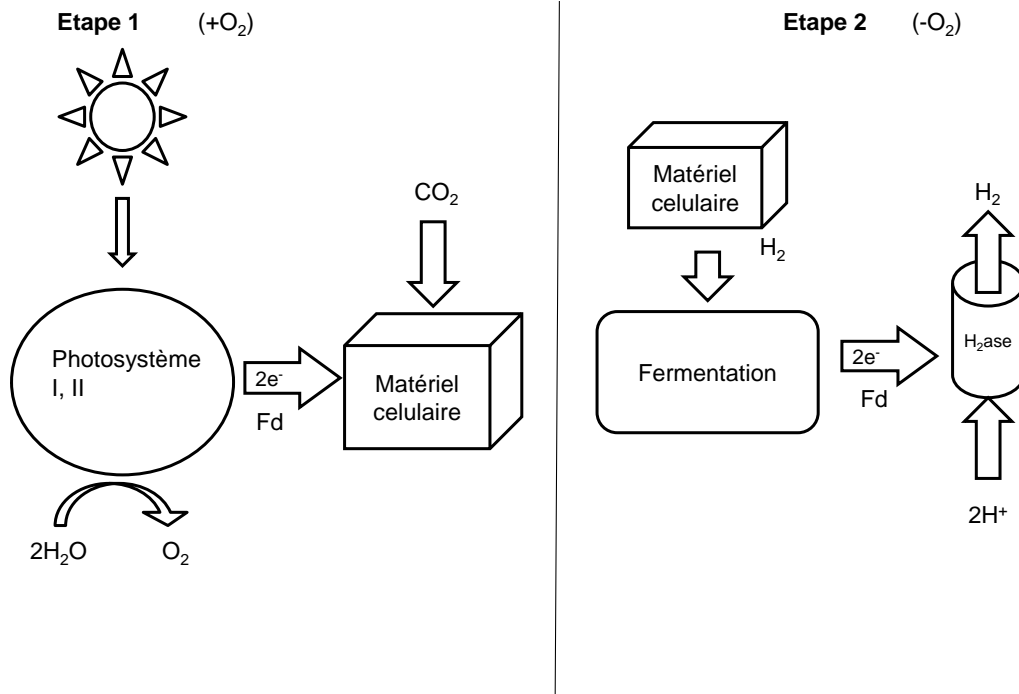 Etape 1 (+O₂)
CO₂
Photosystème
I, II
2e⁻
Fd
Matériel
celulaire
2H₂O
O₂
Etape 2 (-O₂)
Matériel
celulaire
H₂
Fermentation
2e⁻
Fd
H₂
H₂ase
2H⁺